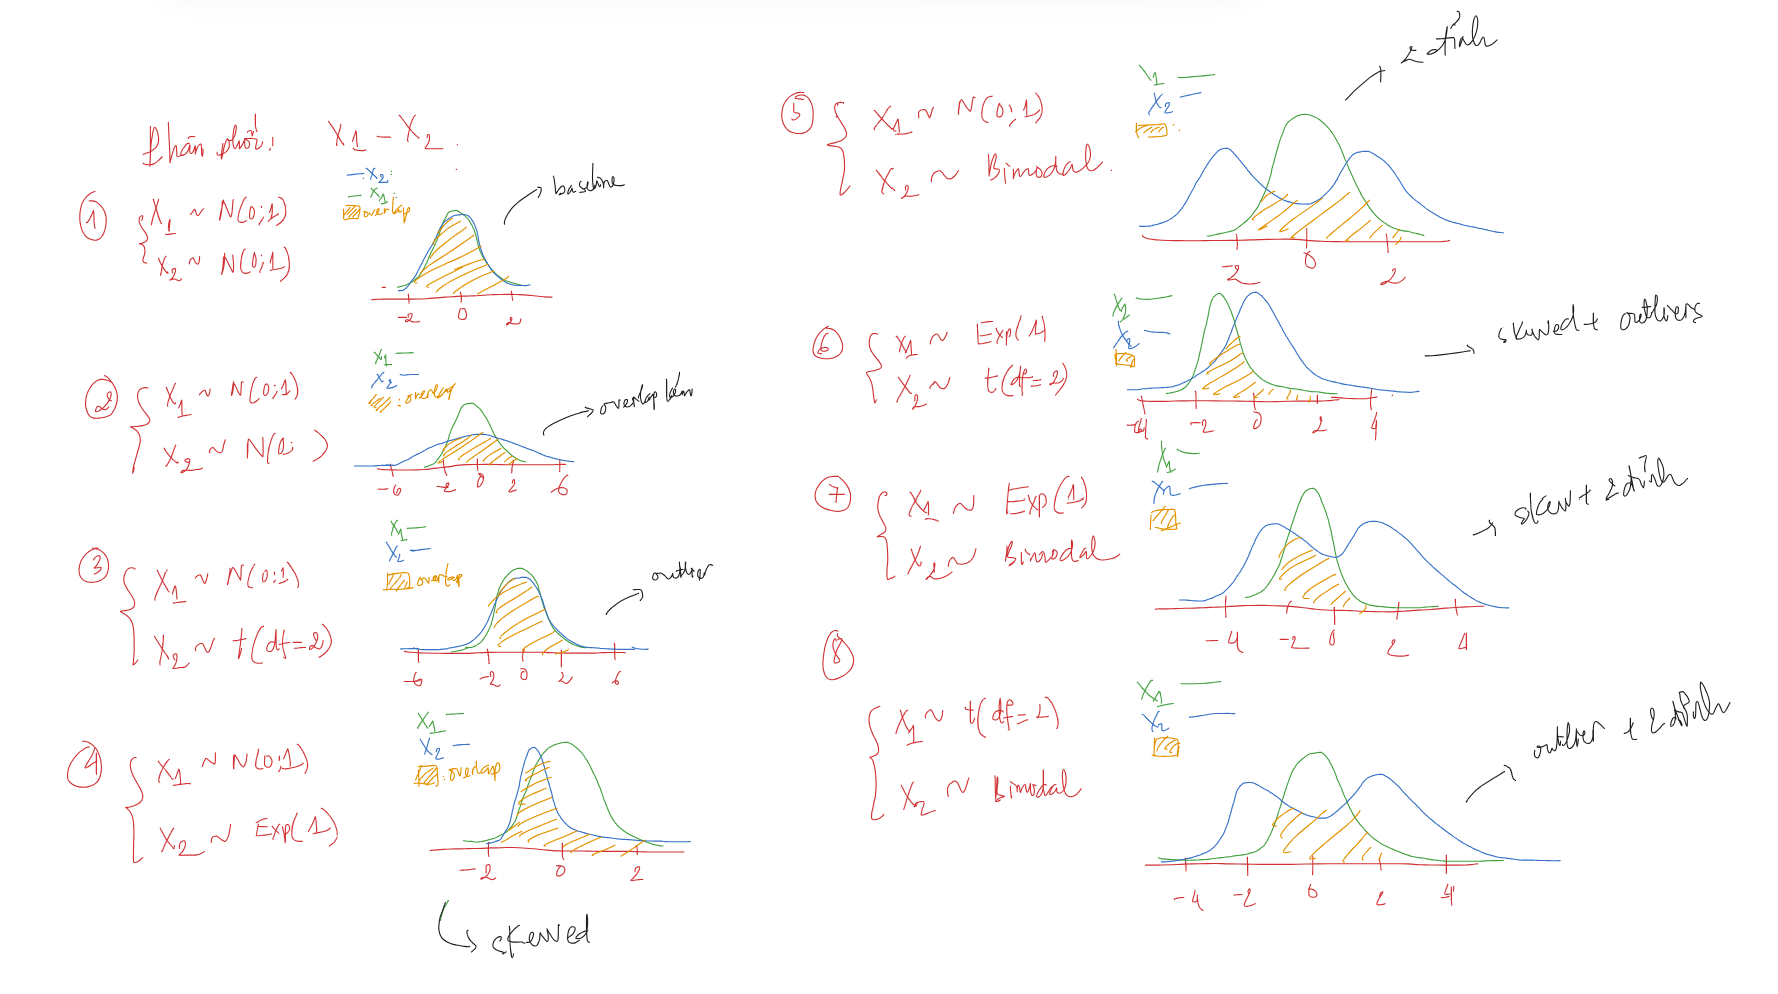 Phân phối: X1 - X2
① X1 ~ N(0;1)
X2 ~ N(0;1)
X2:
X1:
overlap
baseline
-2 0 2
② X1 ~ N(0;1)
X2 ~ N(0; )
X1
X2
: overlap
overlap kém
-6 -2 0 2 6
③ X1 ~ N(0;1)
X2 ~ t(df=2)
X1
X2
overlap
outlier
-6 -2 0 2 6
④ X1 ~ N(0;1)
X2 ~ Exp(1)
X1
X2
: overlap
-2 0 2
skewed
⑤ X1 ~ N(0;1)
X2 ~ Bimodal.
X1
X2
2 đỉnh
-2 0 2
⑥ X1 ~ Exp(1)
X2 ~ t(df=2)
X1
X2
skewed + outliers
-4 -2 0 2 4
⑦ X1 ~ Exp(1)
X2 ~ Bimodal
X1
X2
skew + 2 đỉnh
-4 -2 0 2 4
⑧
X1 ~ t(df=2)
X2 ~ Bimodal
X1
X2
outlier + 2 đỉnh
-4 -2 0 2 4